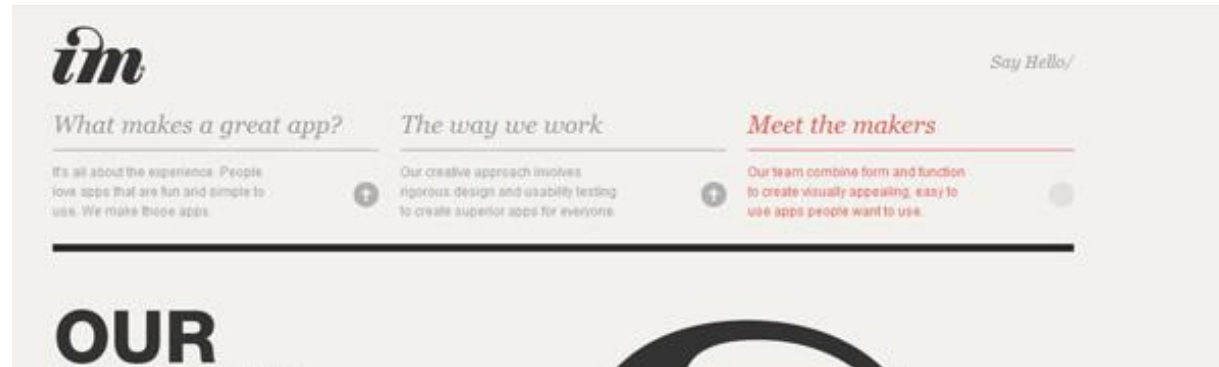 im
Say Hello/
What makes a great app?
The way we work
Meet the makers
It's all about the experience. People
love apps that are fun and simple to
use. We make those apps.
Our creative approach involves
rigorous design and usability testing
to create superior apps for everyone.
Our team combine form and function
to create visually appealing, easy to
use apps people want to use.
OUR